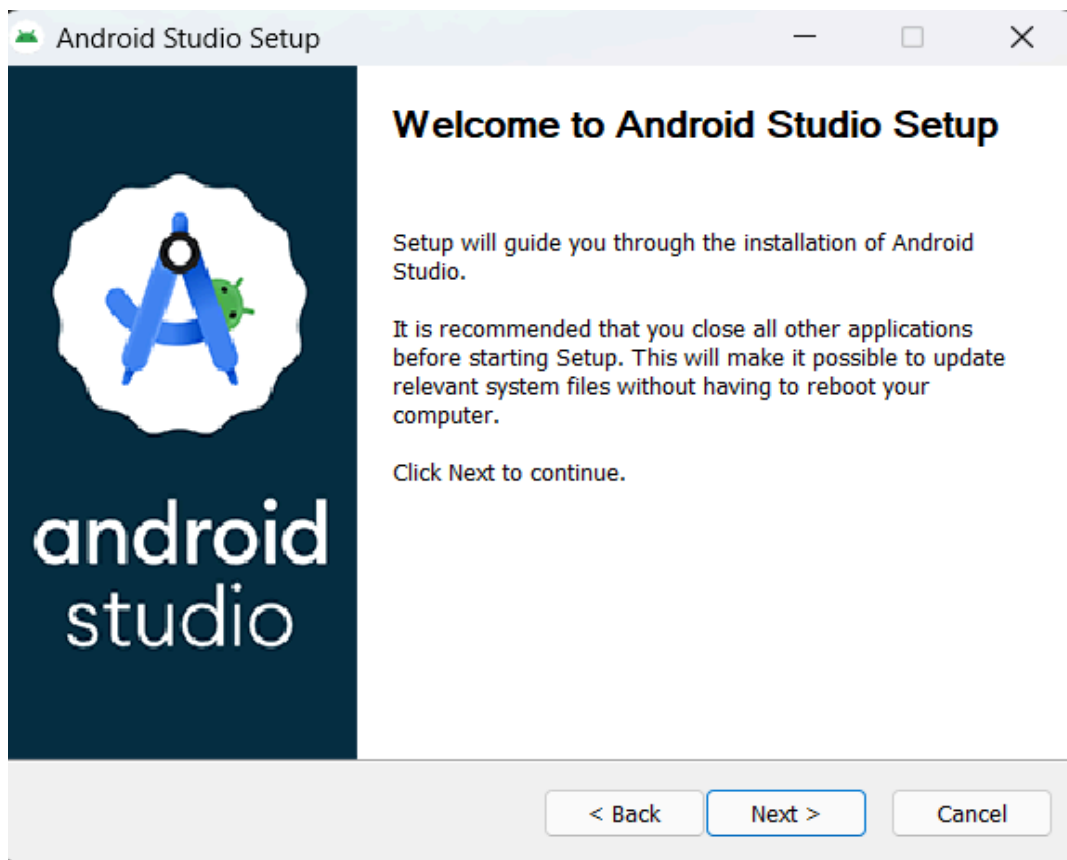 Android Studio Setup
Welcome to Android Studio Setup
Setup will guide you through the installation of Android
Studio.
It is recommended that you close all other applications
before starting Setup. This will make it possible to update
relevant system files without having to reboot your
computer.
Click Next to continue.
android
studio
< Back
Next >
Cancel